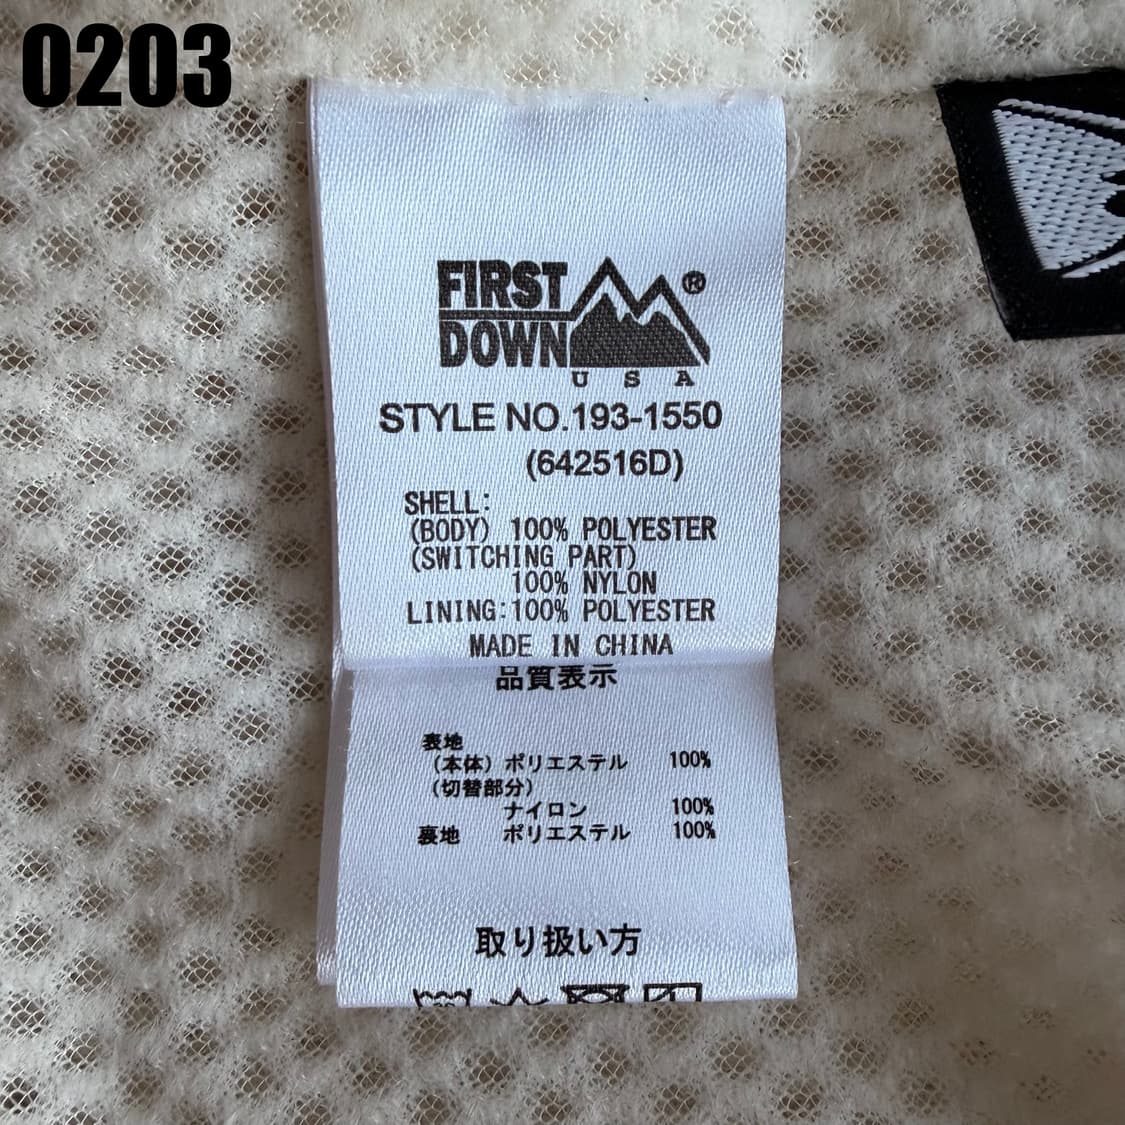 0203
FIRST
DOWN
®
USA
STYLE NO.193-1550
(642516D)
SHELL:
(BODY) 100% POLYESTER
(SWITCHING PART)
100% NYLON
LINING:100% POLYESTER
MADE IN CHINA
品質表示
表地
(本体) ポリエステル 100%
(切替部分)
ナイロン 100%
裏地 ポリエステル 100%
取り扱い方